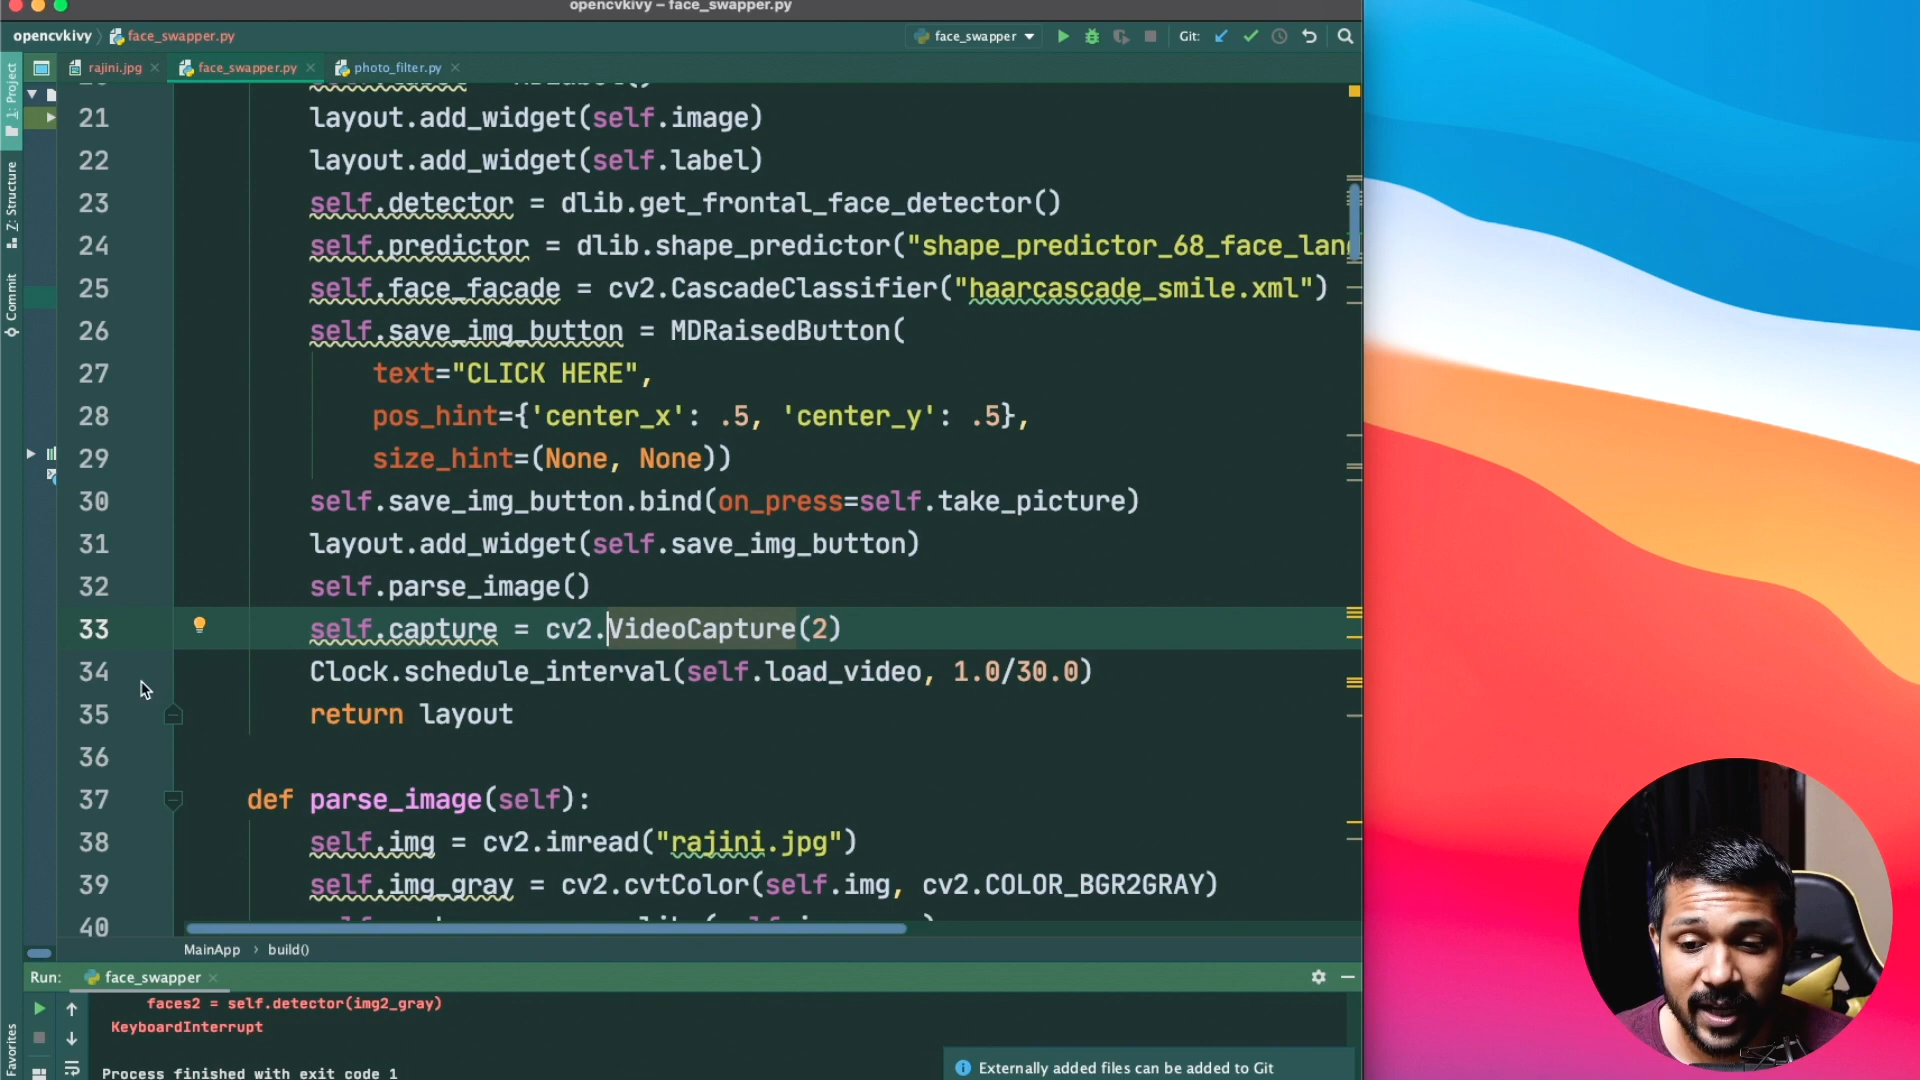 opencvkivy – face_swapper.py
opencvkivy face_swapper.py
face_swapper
Git:
rajini.jpg face_swapper.py photo_filter.py
1: Project
Z: Structure
Commit
Favorites
21 layout.add_widget(self.image)
22 layout.add_widget(self.label)
23 self.detector = dlib.get_frontal_face_detector()
24 self.predictor = dlib.shape_predictor("shape_predictor_68_face_land
25 self.face_facade = cv2.CascadeClassifier("haarcascade_smile.xml")
26 self.save_img_button = MDRaisedButton(
27 text="CLICK HERE",
28 pos_hint={'center_x': .5, 'center_y': .5},
29 size_hint=(None, None))
30 self.save_img_button.bind(on_press=self.take_picture)
31 layout.add_widget(self.save_img_button)
32 self.parse_image()
33 self.capture = cv2.VideoCapture(2)
34 Clock.schedule_interval(self.load_video, 1.0/30.0)
35 return layout
36
37 def parse_image(self):
38 self.img = cv2.imread("rajini.jpg")
39 self.img_gray = cv2.cvtColor(self.img, cv2.COLOR_BGR2GRAY)
40
MainApp › build()
Run: face_swapper
faces2 = self.detector(img2_gray)
KeyboardInterrupt
Process finished with exit code 1
Externally added files can be added to Git